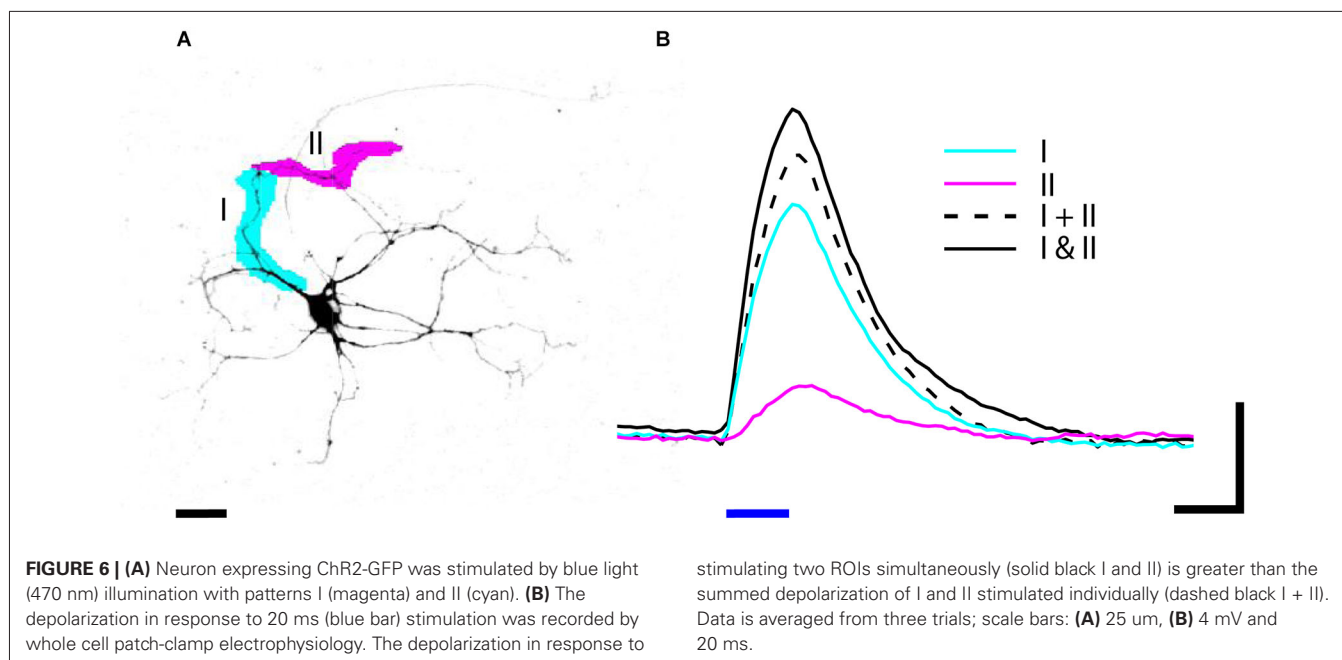 A
B
II
I
I
II
I + II
I & II
FIGURE 6 | (A) Neuron expressing ChR2-GFP was stimulated by blue light
(470 nm) illumination with patterns I (magenta) and II (cyan). (B) The
depolarization in response to 20 ms (blue bar) stimulation was recorded by
whole cell patch-clamp electrophysiology. The depolarization in response to
stimulating two ROIs simultaneously (solid black I and II) is greater than the
summed depolarization of I and II stimulated individually (dashed black I + II).
Data is averaged from three trials; scale bars: (A) 25 um, (B) 4 mV and
20 ms.